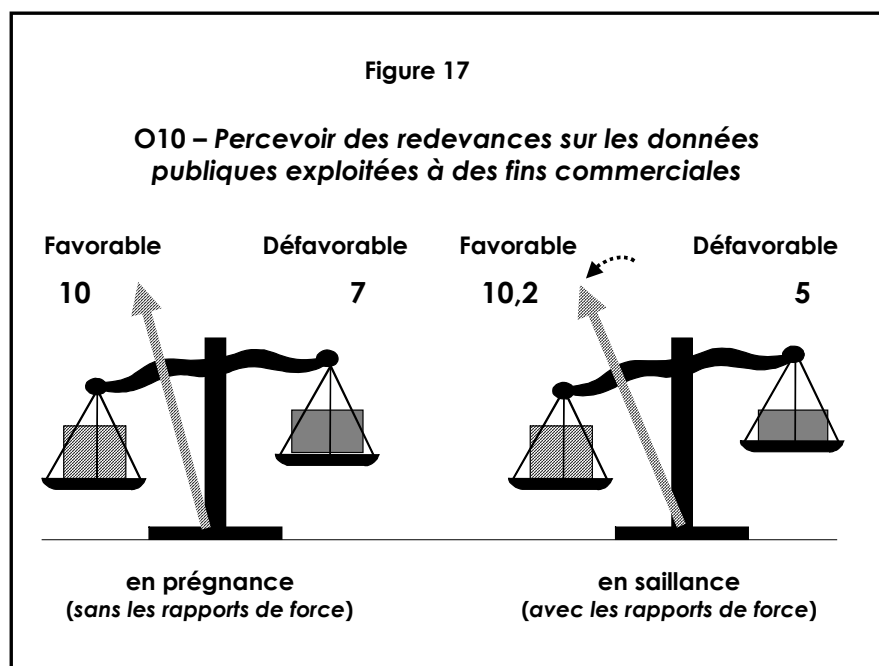 Figure 17
O10 – Percevoir des redevances sur les données
publiques exploitées à des fins commerciales
Favorable Défavorable Favorable Défavorable
10 7 10,2 5
en prégnance en saillance
(sans les rapports de force) (avec les rapports de force)